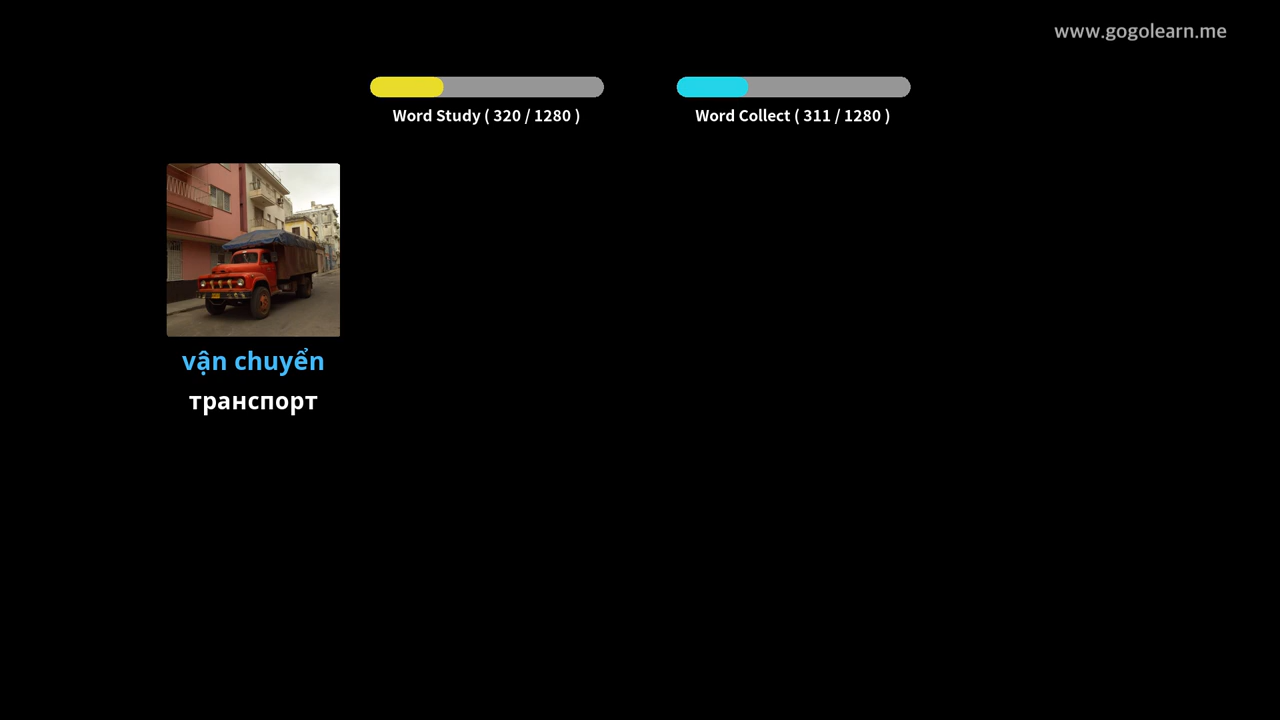 www.gogolearn.me
Word Study ( 320 / 1280 )
Word Collect ( 311 / 1280 )
vận chuyển
транспорт